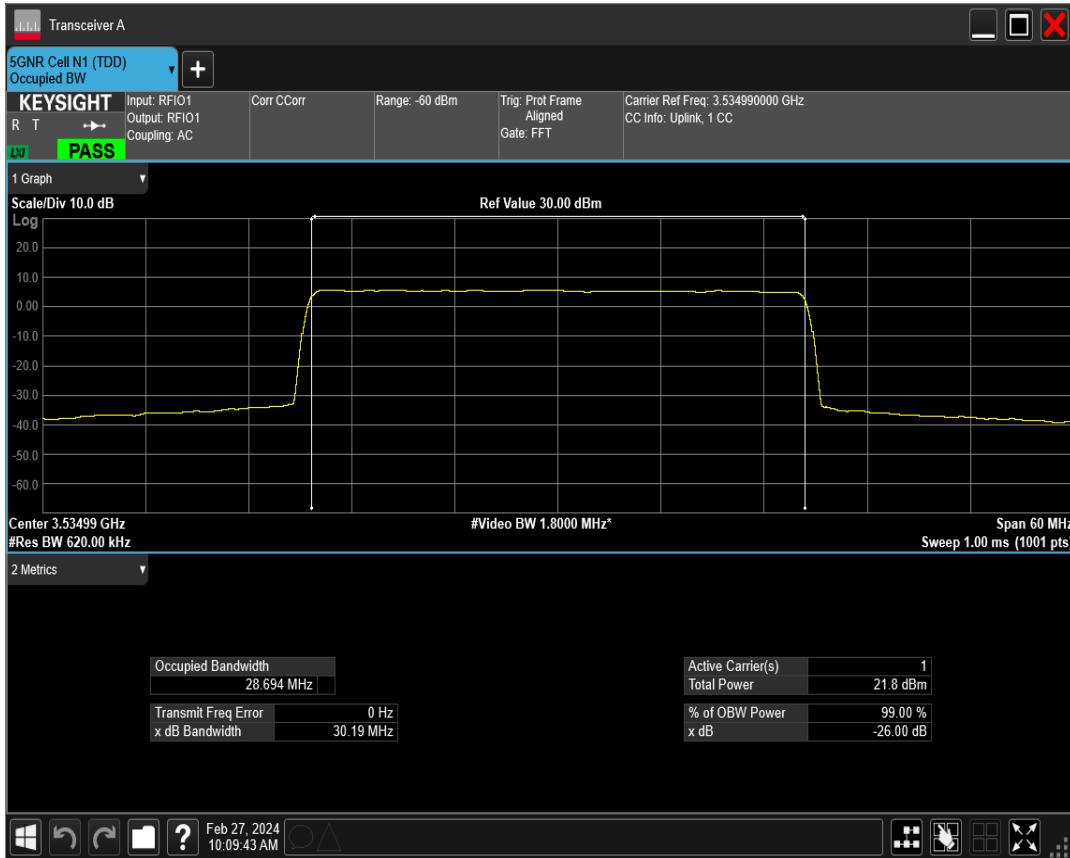 Transceiver A
5GNR Cell N1 (TDD)
Occupied BW
+
KEYSIGHT
R T
LXI
PASS
Input: RFIO1
Output: RFIO1
Coupling: AC
Corr CCorr
Range: -60 dBm
Trig: Prot Frame
Aligned
Gate: FFT
Carrier Ref Freq: 3.534990000 GHz
CC Info: Uplink, 1 CC
1 Graph
Scale/Div 10.0 dB
Ref Value 30.00 dBm
Log
20.0
10.0
0.00
-10.0
-20.0
-30.0
-40.0
-50.0
-60.0
Center 3.53499 GHz
#Video BW 1.8000 MHz*
Span 60 MHz
#Res BW 620.00 kHz
Sweep 1.00 ms (1001 pts)
2 Metrics
Occupied Bandwidth
28.694 MHz
Transmit Freq Error 0 Hz
x dB Bandwidth 30.19 MHz
Active Carrier(s) 1
Total Power 21.8 dBm
% of OBW Power 99.00 %
x dB -26.00 dB
?
Feb 27, 2024
10:09:43 AM